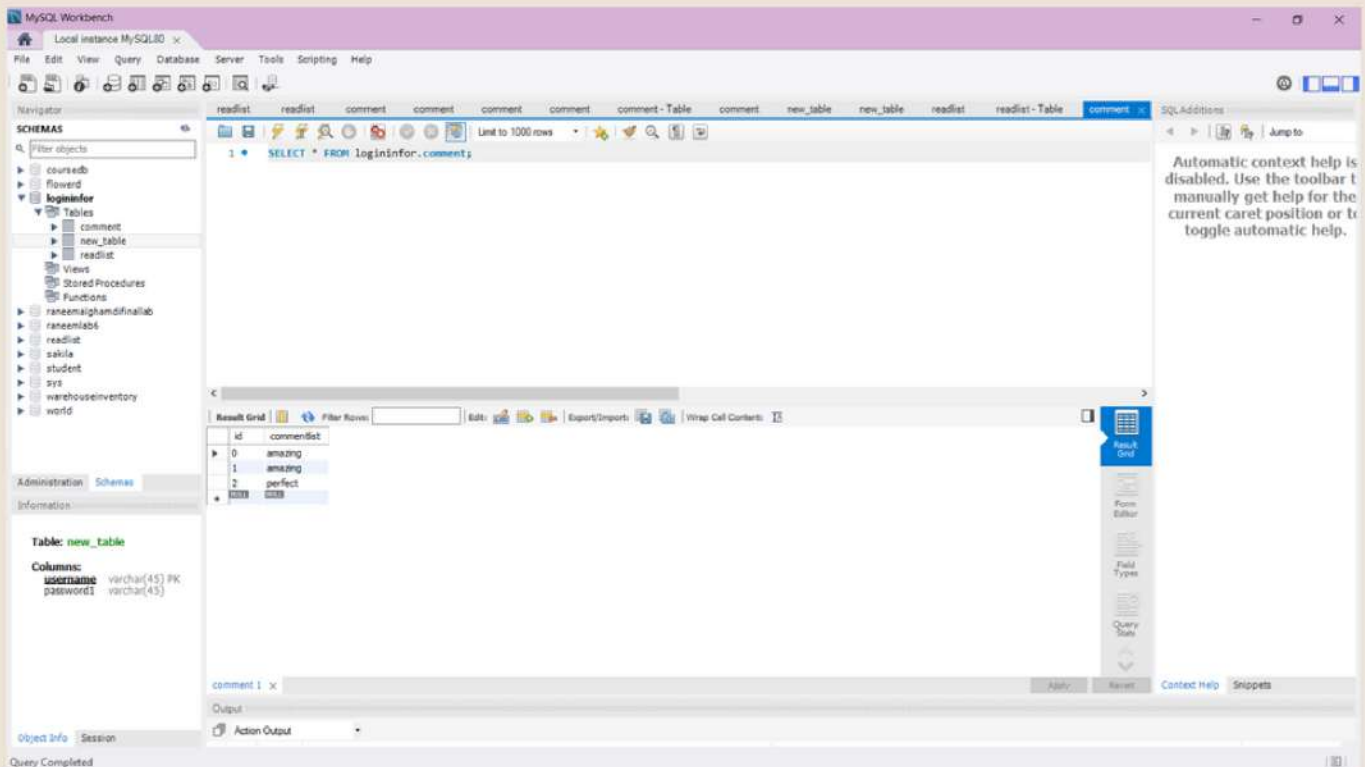 MySQL Workbench
Local instance MySQL80
File Edit View Query Database Server Tools Scripting Help
Navigator
SCHEMAS
Filter objects
coursedb
flowerd
logininfor
Tables
comment
new_table
readlist
Views
Stored Procedures
Functions
raneemalghamdifinallab
raneemlab6
readlist
sakila
student
sys
warehouseinventory
world
Administration Schemas
Information
Table: new_table
Columns:
username varchar(45) PK
password1 varchar(45)
Object Info Session
Query Completed
readlist readlist comment comment comment comment comment - Table comment new_table new_table readlist readlist - Table comment
Limit to 1000 rows
1 SELECT * FROM logininfor.comment;
Result Grid Filter Rows: Edit: Export/Import: Wrap Cell Content:
id commentlist
0 amazing
1 amazing
2 perfect
NULL NULL
Result Grid
Form Editor
Field Types
Query Stats
comment 1
Apply Revert
Output
Action Output
SQL Additions
Jump to
Automatic context help is
disabled. Use the toolbar t
manually get help for the
current caret position or to
toggle automatic help.
Context Help Snippets